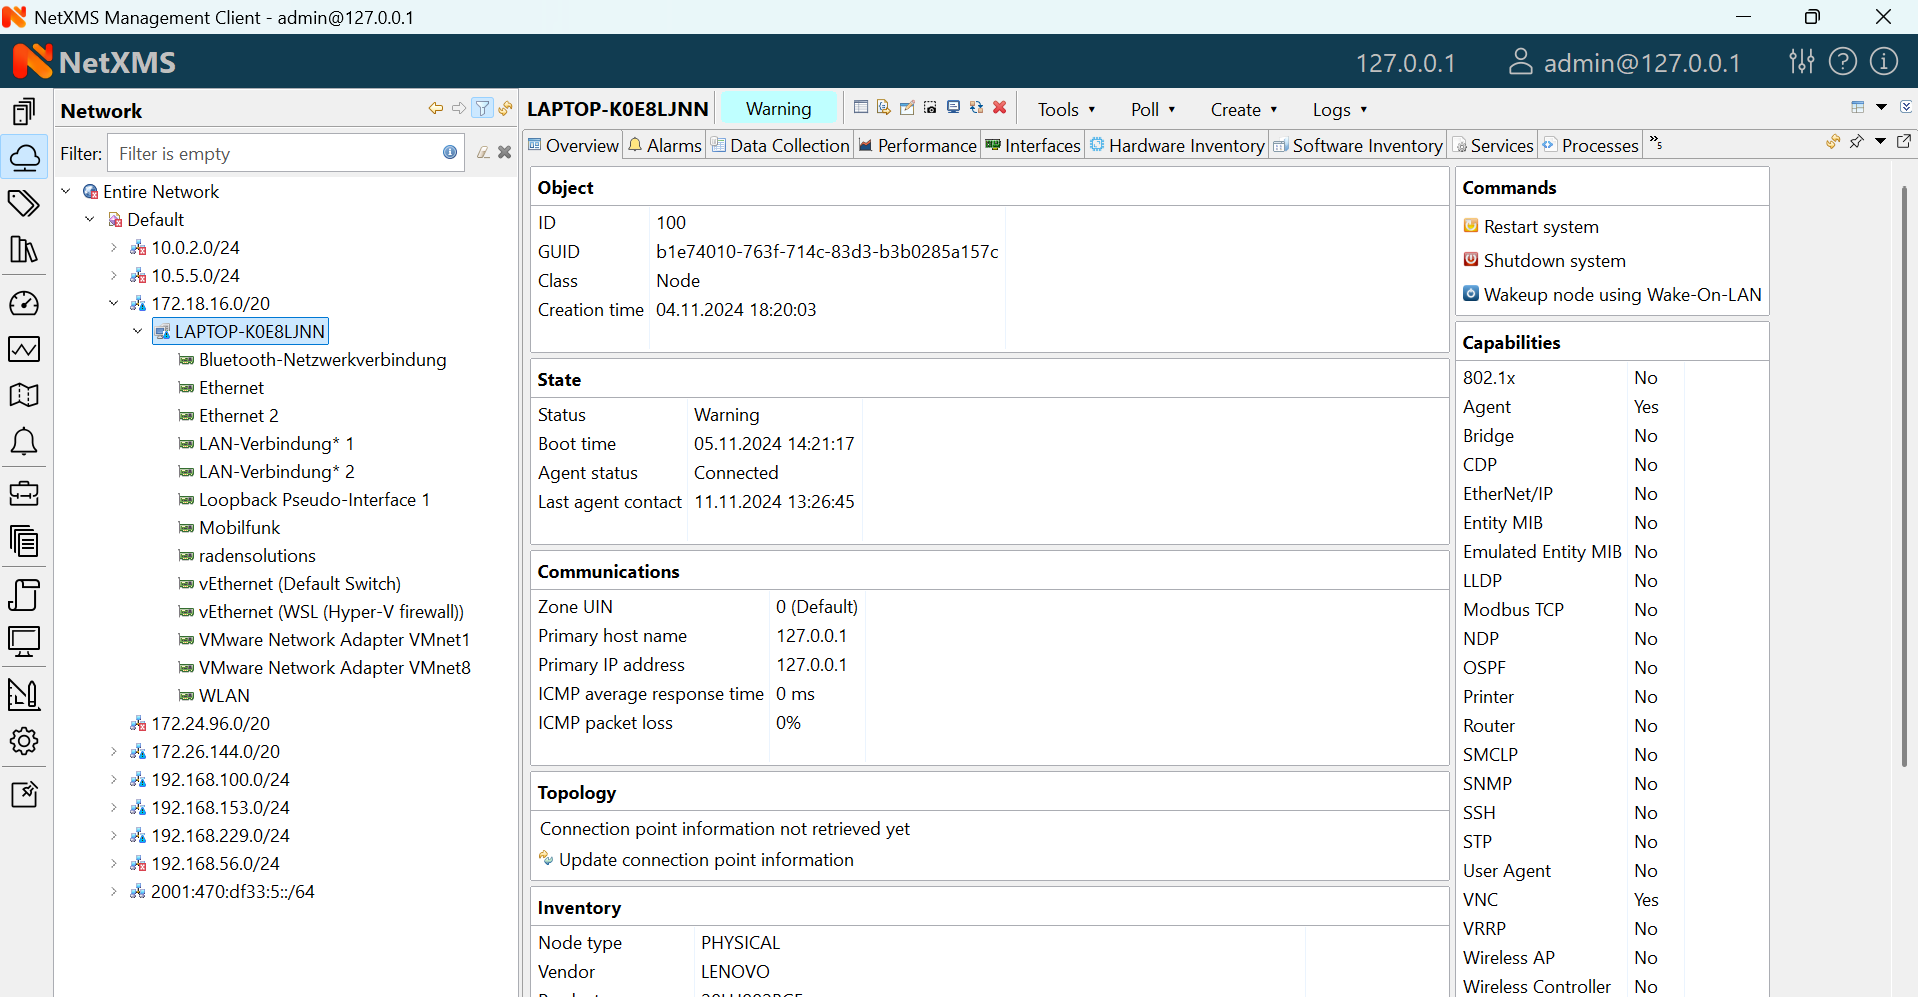 NetXMS Management Client - admin@127.0.0.1
NetXMS
127.0.0.1
admin@127.0.0.1
Network
Filter:
Filter is empty
Entire Network
Default
10.0.2.0/24
10.5.5.0/24
172.18.16.0/20
LAPTOP-K0E8LJNN
Bluetooth-Netzwerkverbindung
Ethernet
Ethernet 2
LAN-Verbindung* 1
LAN-Verbindung* 2
Loopback Pseudo-Interface 1
Mobilfunk
radensolutions
vEthernet (Default Switch)
vEthernet (WSL (Hyper-V firewall))
VMware Network Adapter VMnet1
VMware Network Adapter VMnet8
WLAN
172.24.96.0/20
172.26.144.0/20
192.168.100.0/24
192.168.153.0/24
192.168.229.0/24
192.168.56.0/24
2001:470:df33:5::/64
LAPTOP-K0E8LJNN Warning Tools Poll Create Logs
Overview Alarms Data Collection Performance Interfaces Hardware Inventory Software Inventory Services Processes »5
Object
ID 100
GUID b1e74010-763f-714c-83d3-b3b0285a157c
Class Node
Creation time 04.11.2024 18:20:03
State
Status Warning
Boot time 05.11.2024 14:21:17
Agent status Connected
Last agent contact 11.11.2024 13:26:45
Communications
Zone UIN 0 (Default)
Primary host name 127.0.0.1
Primary IP address 127.0.0.1
ICMP average response time 0 ms
ICMP packet loss 0%
Topology
Connection point information not retrieved yet
Update connection point information
Inventory
Node type PHYSICAL
Vendor LENOVO
Commands
Restart system
Shutdown system
Wakeup node using Wake-On-LAN
Capabilities
802.1x No
Agent Yes
Bridge No
CDP No
EtherNet/IP No
Entity MIB No
Emulated Entity MIB No
LLDP No
Modbus TCP No
NDP No
OSPF No
Printer No
Router No
SMCLP No
SNMP No
SSH No
STP No
User Agent No
VNC Yes
VRRP No
Wireless AP No
Wireless Controller No